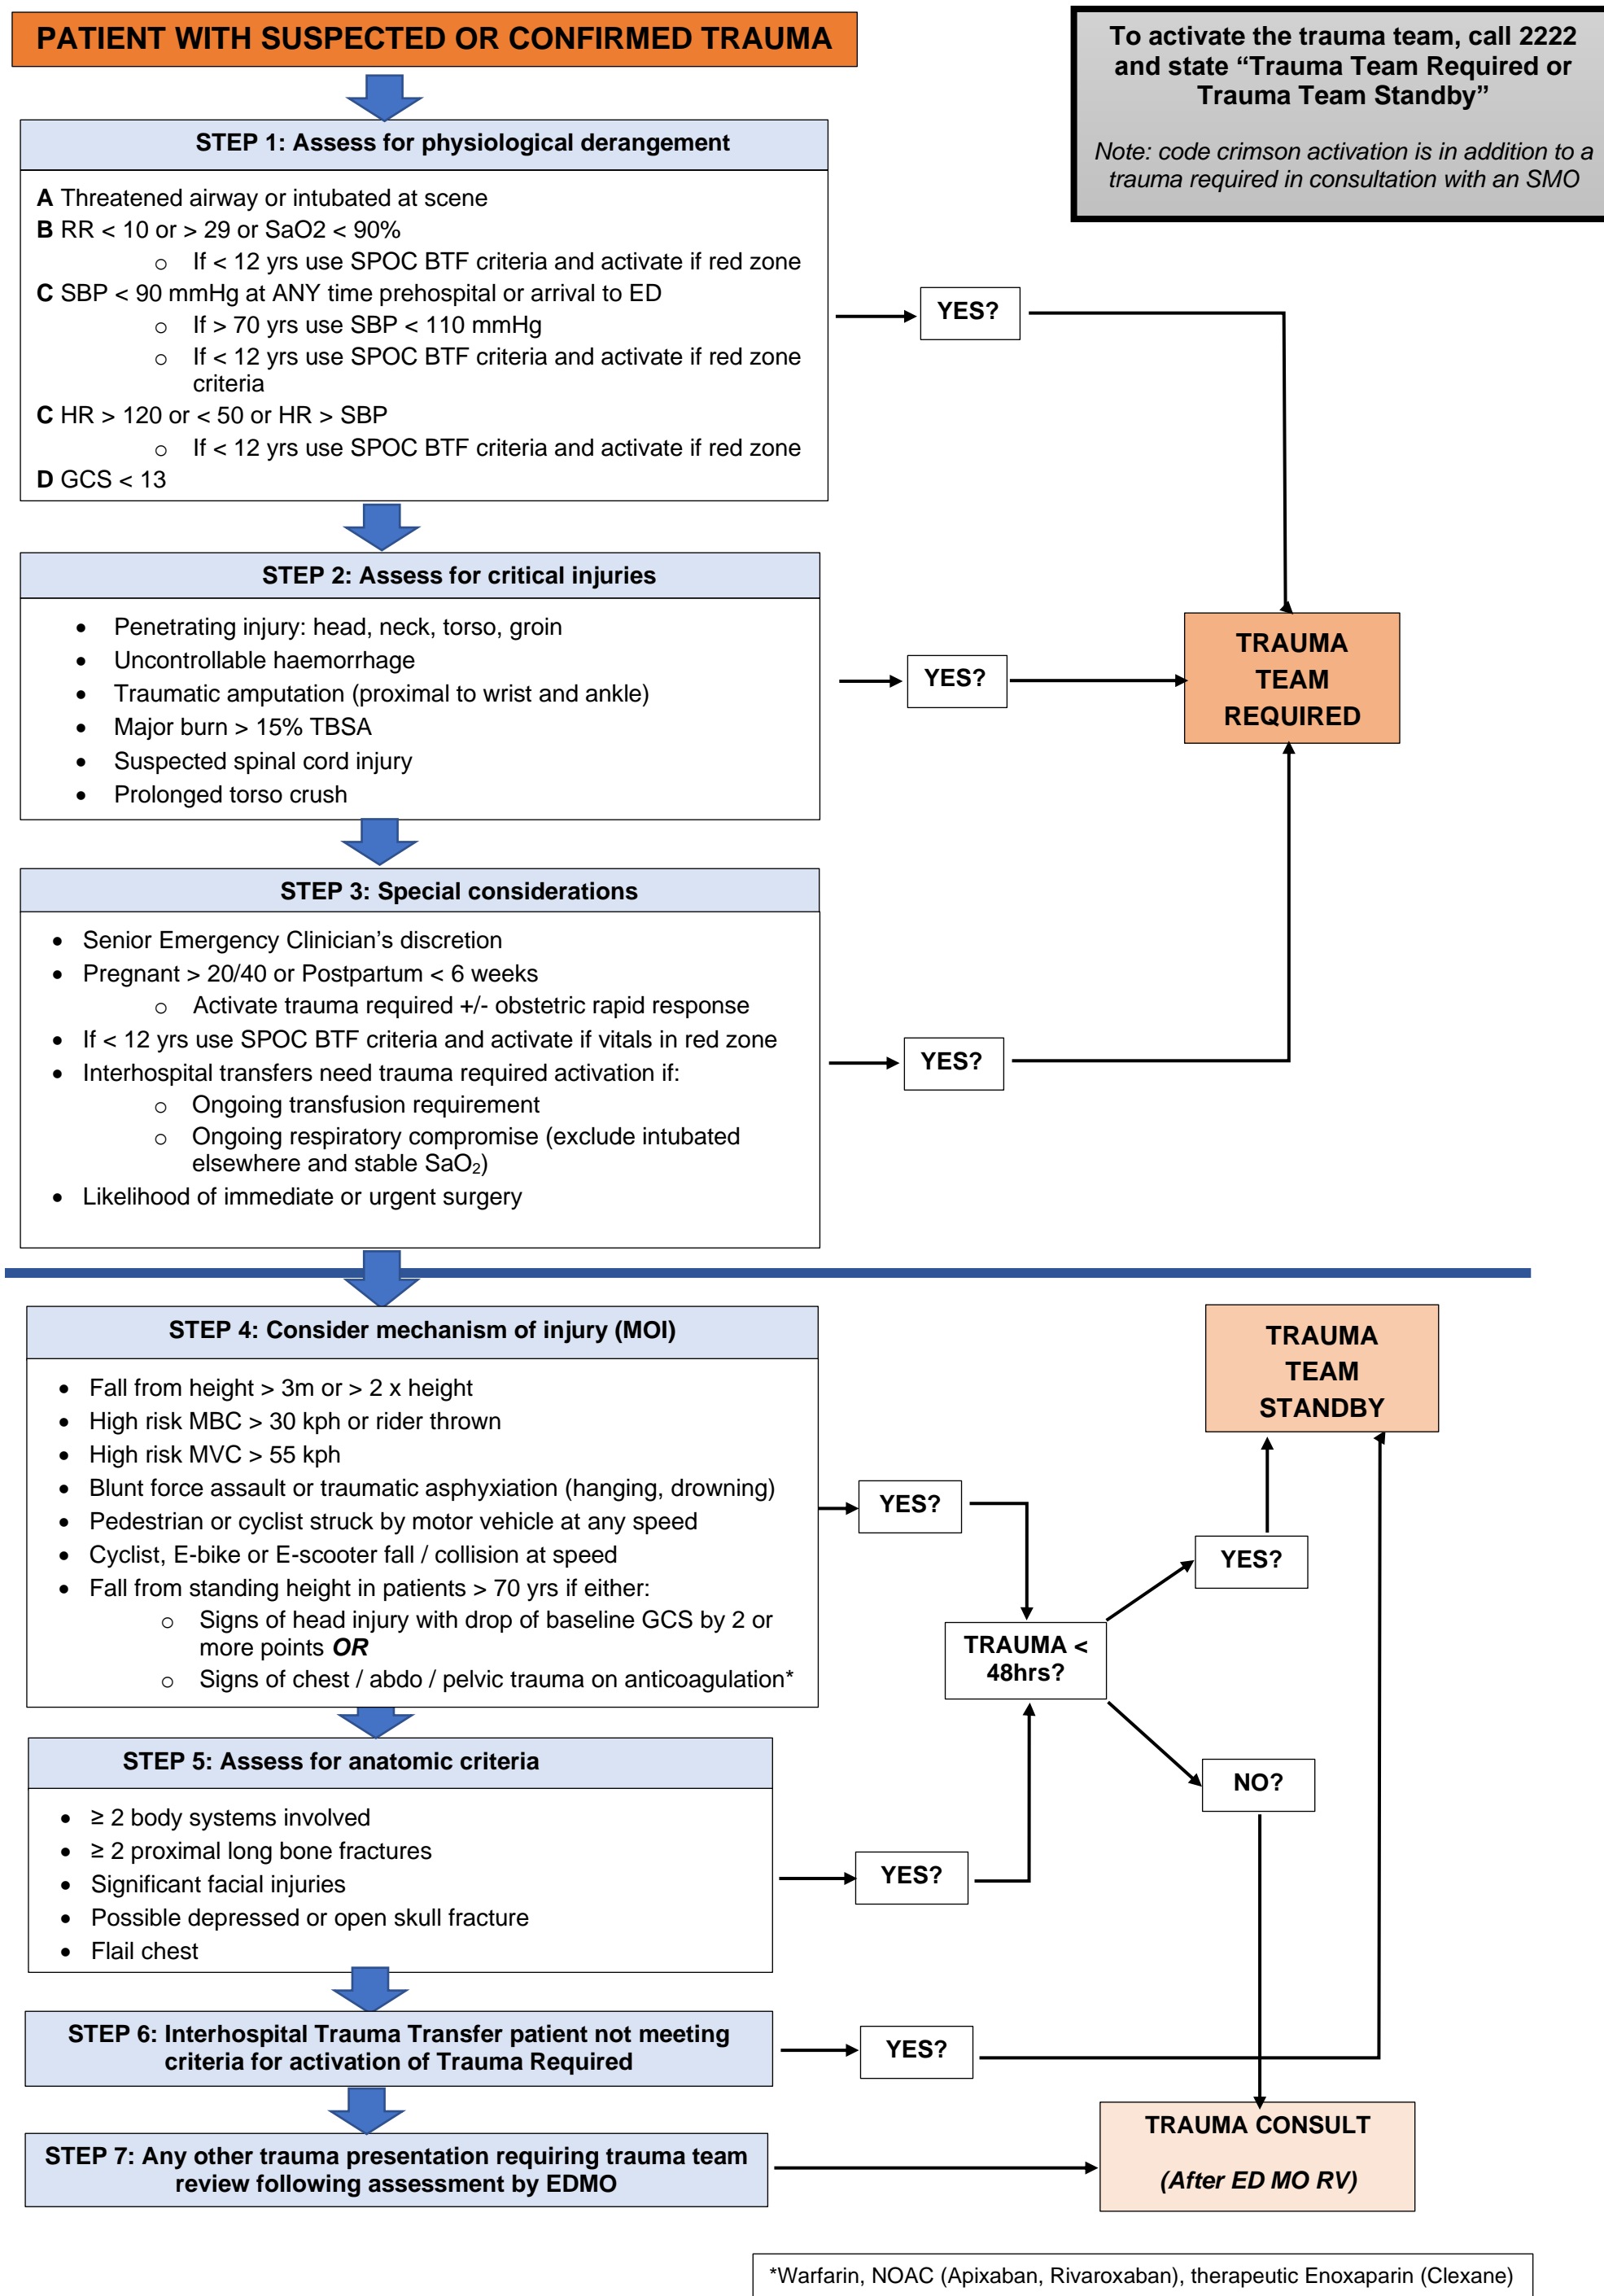 PATIENT WITH SUSPECTED OR CONFIRMED TRAUMA
To activate the trauma team, call 2222
and state “Trauma Team Required or
Trauma Team Standby”
Note: code crimson activation is in addition to a
trauma required in consultation with an SMO
STEP 1: Assess for physiological derangement
A Threatened airway or intubated at scene
B RR < 10 or > 29 or SaO2 < 90%
o If < 12 yrs use SPOC BTF criteria and activate if red zone
C SBP < 90 mmHg at ANY time prehospital or arrival to ED
o If > 70 yrs use SBP < 110 mmHg
o If < 12 yrs use SPOC BTF criteria and activate if red zone
criteria
C HR > 120 or < 50 or HR > SBP
o If < 12 yrs use SPOC BTF criteria and activate if red zone
D GCS < 13
YES?
STEP 2: Assess for critical injuries
• Penetrating injury: head, neck, torso, groin
• Uncontrollable haemorrhage
• Traumatic amputation (proximal to wrist and ankle)
• Major burn > 15% TBSA
• Suspected spinal cord injury
• Prolonged torso crush
YES?
TRAUMA
TEAM
REQUIRED
STEP 3: Special considerations
• Senior Emergency Clinician’s discretion
• Pregnant > 20/40 or Postpartum < 6 weeks
o Activate trauma required +/- obstetric rapid response
• If < 12 yrs use SPOC BTF criteria and activate if vitals in red zone
• Interhospital transfers need trauma required activation if:
o Ongoing transfusion requirement
o Ongoing respiratory compromise (exclude intubated
elsewhere and stable SaO₂)
• Likelihood of immediate or urgent surgery
YES?
STEP 4: Consider mechanism of injury (MOI)
• Fall from height > 3m or > 2 x height
• High risk MBC > 30 kph or rider thrown
• High risk MVC > 55 kph
• Blunt force assault or traumatic asphyxiation (hanging, drowning)
• Pedestrian or cyclist struck by motor vehicle at any speed
• Cyclist, E-bike or E-scooter fall / collision at speed
• Fall from standing height in patients > 70 yrs if either:
o Signs of head injury with drop of baseline GCS by 2 or
more points OR
o Signs of chest / abdo / pelvic trauma on anticoagulation*
YES?
TRAUMA
TEAM
STANDBY
YES?
TRAUMA <
48hrs?
NO?
STEP 5: Assess for anatomic criteria
• ≥ 2 body systems involved
• ≥ 2 proximal long bone fractures
• Significant facial injuries
• Possible depressed or open skull fracture
• Flail chest
YES?
STEP 6: Interhospital Trauma Transfer patient not meeting
criteria for activation of Trauma Required
YES?
STEP 7: Any other trauma presentation requiring trauma team
review following assessment by EDMO
TRAUMA CONSULT
(After ED MO RV)
*Warfarin, NOAC (Apixaban, Rivaroxaban), therapeutic Enoxaparin (Clexane)